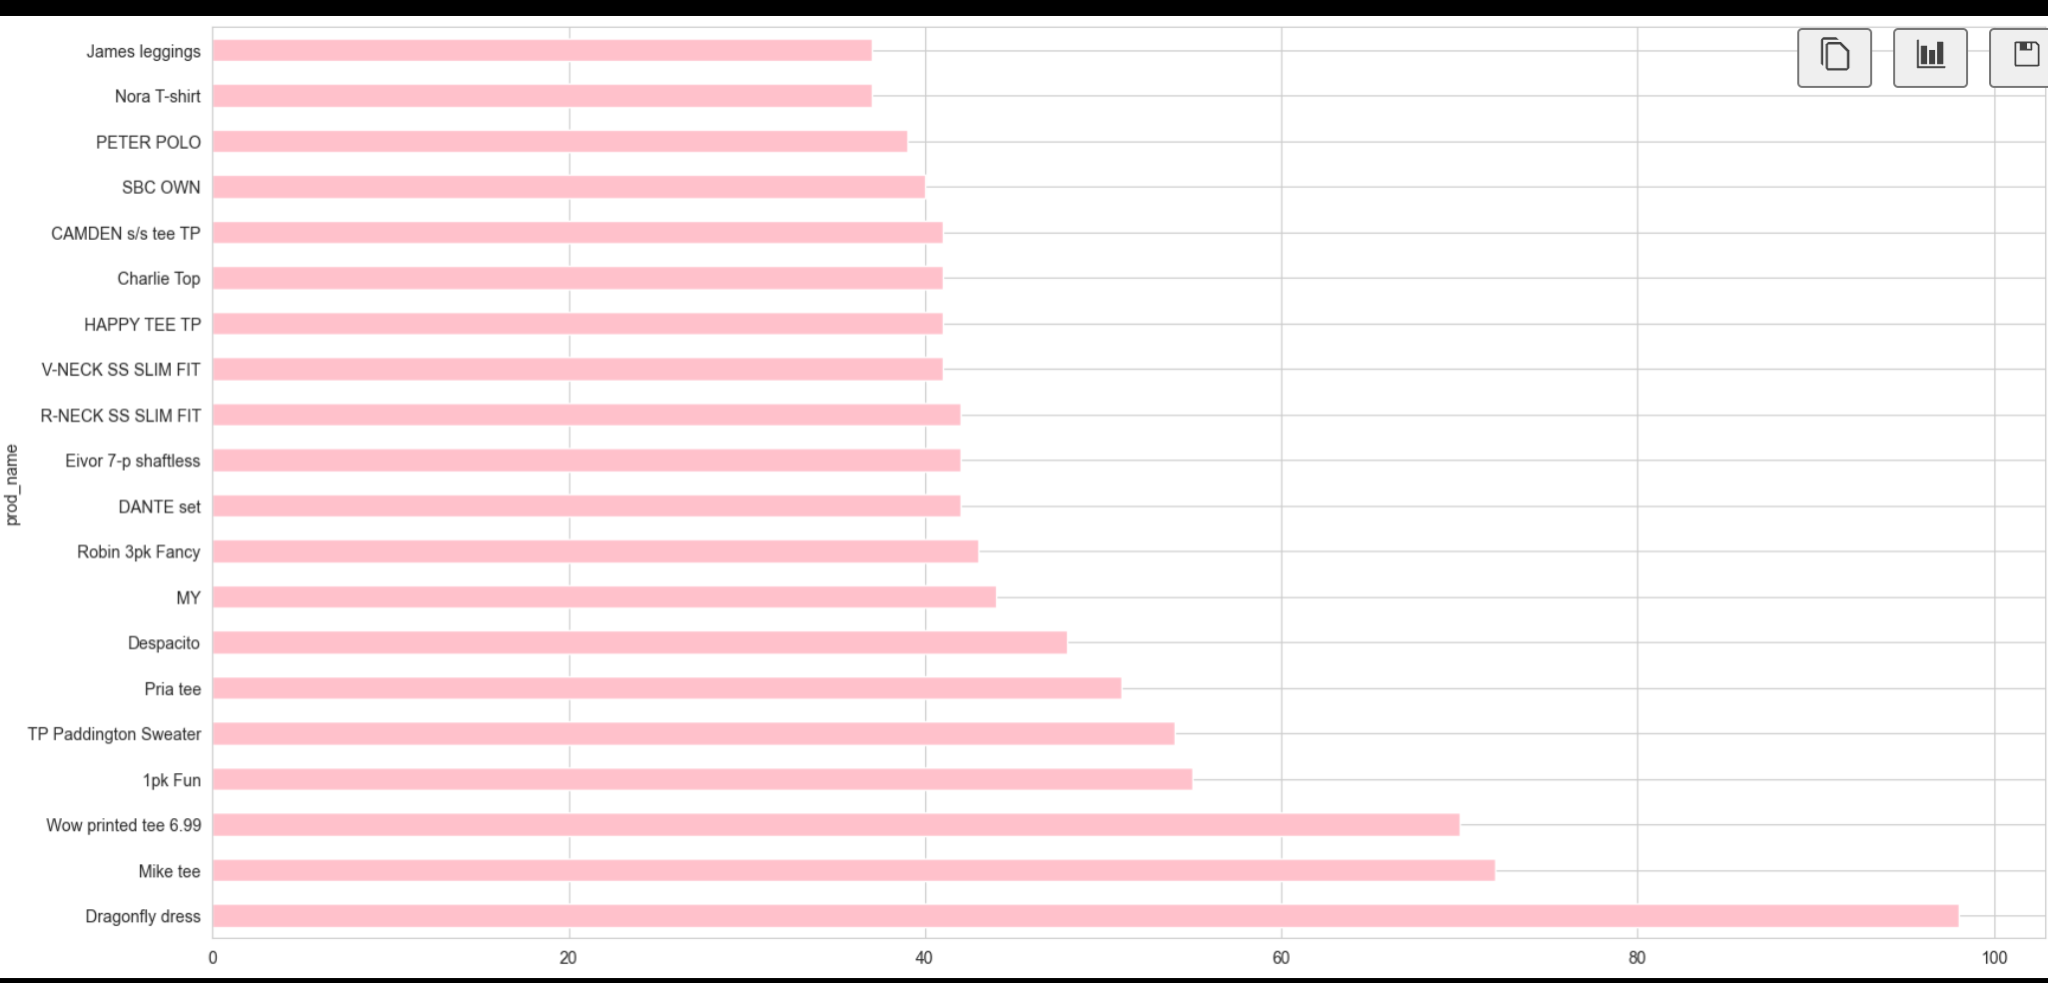 James leggings
Nora T-shirt
PETER POLO
SBC OWN
CAMDEN s/s tee TP
Charlie Top
HAPPY TEE TP
V-NECK SS SLIM FIT
R-NECK SS SLIM FIT
Eivor 7-p shaftless
DANTE set
Robin 3pk Fancy
MY
Despacito
Pria tee
TP Paddington Sweater
1pk Fun
Wow printed tee 6.99
Mike tee
Dragonfly dress
prod_name
0 20 40 60 80 100